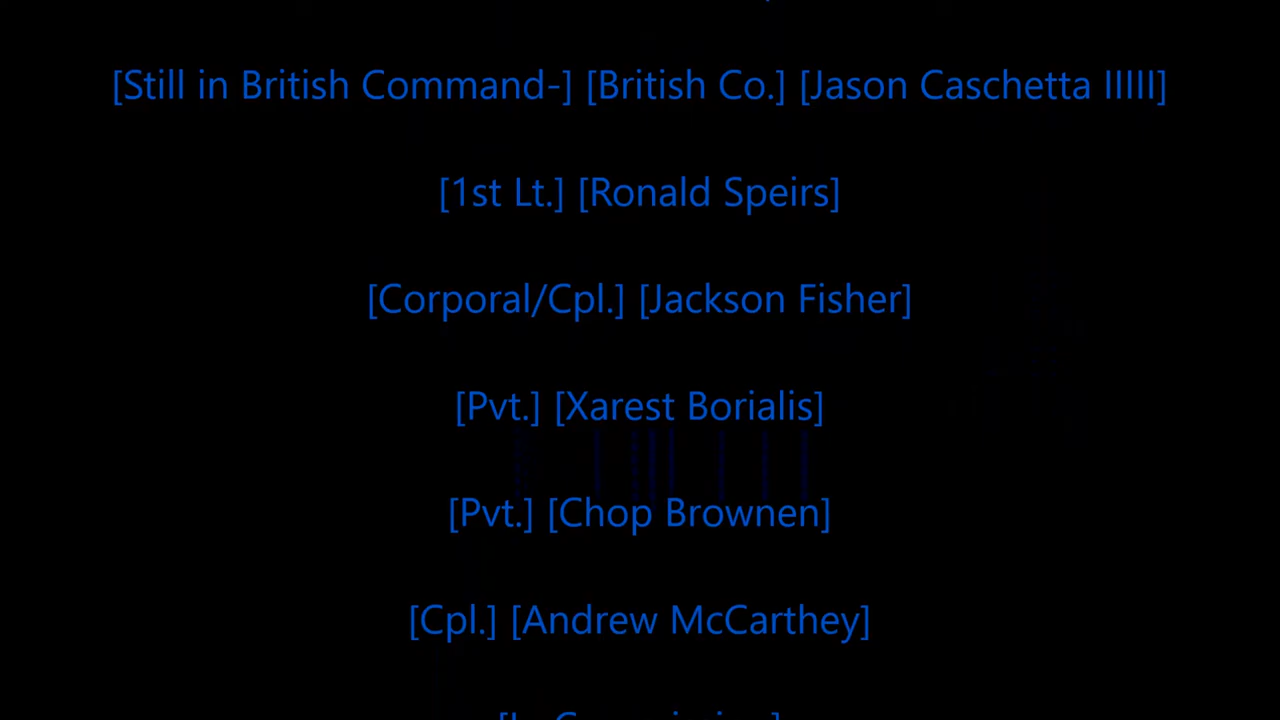 [Still in British Command-] [British Co.] [Jason Caschetta IIIII]
[1st Lt.] [Ronald Speirs]
[Corporal/Cpl.] [Jackson Fisher]
[Pvt.] [Xarest Borialis]
[Pvt.] [Chop Brownen]
[Cpl.] [Andrew McCarthey]